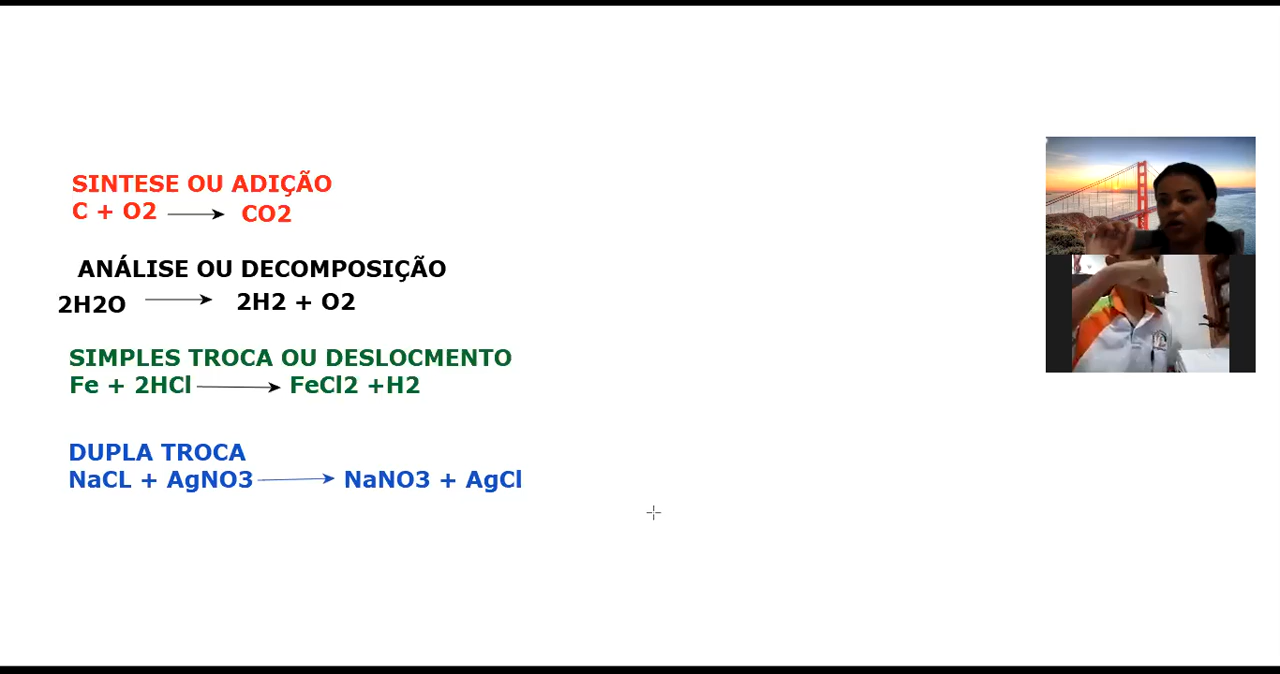 SINTESE OU ADIÇÃO
C + O2 → CO2
ANÁLISE OU DECOMPOSIÇÃO
2H2O → 2H2 + O2
SIMPLES TROCA OU DESLOCMENTO
Fe + 2HCl → FeCl2 +H2
DUPLA TROCA
NaCL + AgNO3 → NaNO3 + AgCl